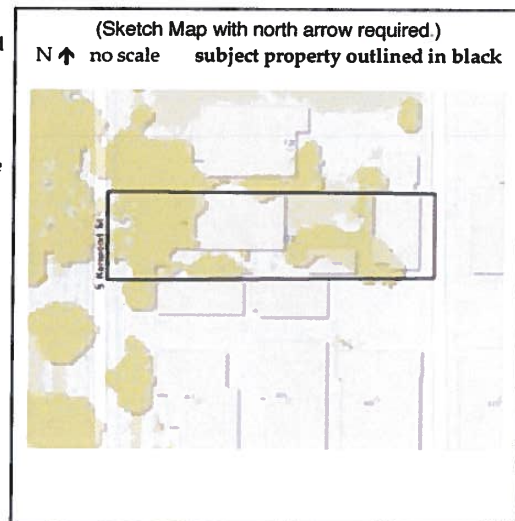 (Sketch Map with north arrow required.)
N ↑ no scale subject property outlined in black